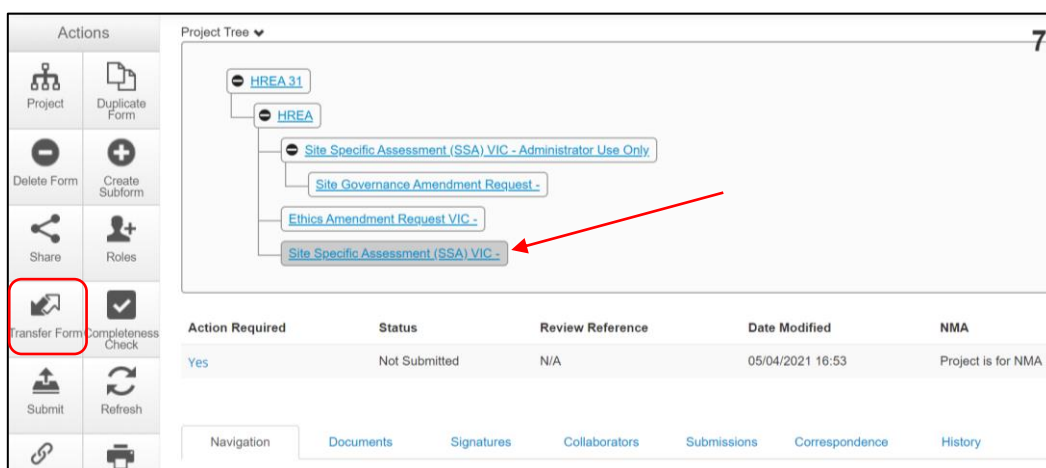 Actions
Project
Duplicate
Form
Delete Form
Create
Subform
Share
Roles
Transfer Form
Completeness
Check
Submit
Refresh
Project Tree
7
HREA 31
HREA
Site Specific Assessment (SSA) VIC - Administrator Use Only
Site Governance Amendment Request -
Ethics Amendment Request VIC -
Site Specific Assessment (SSA) VIC -
Action Required Status Review Reference Date Modified NMA
Yes Not Submitted N/A 05/04/2021 16:53 Project is for NMA
Navigation Documents Signatures Collaborators Submissions Correspondence History